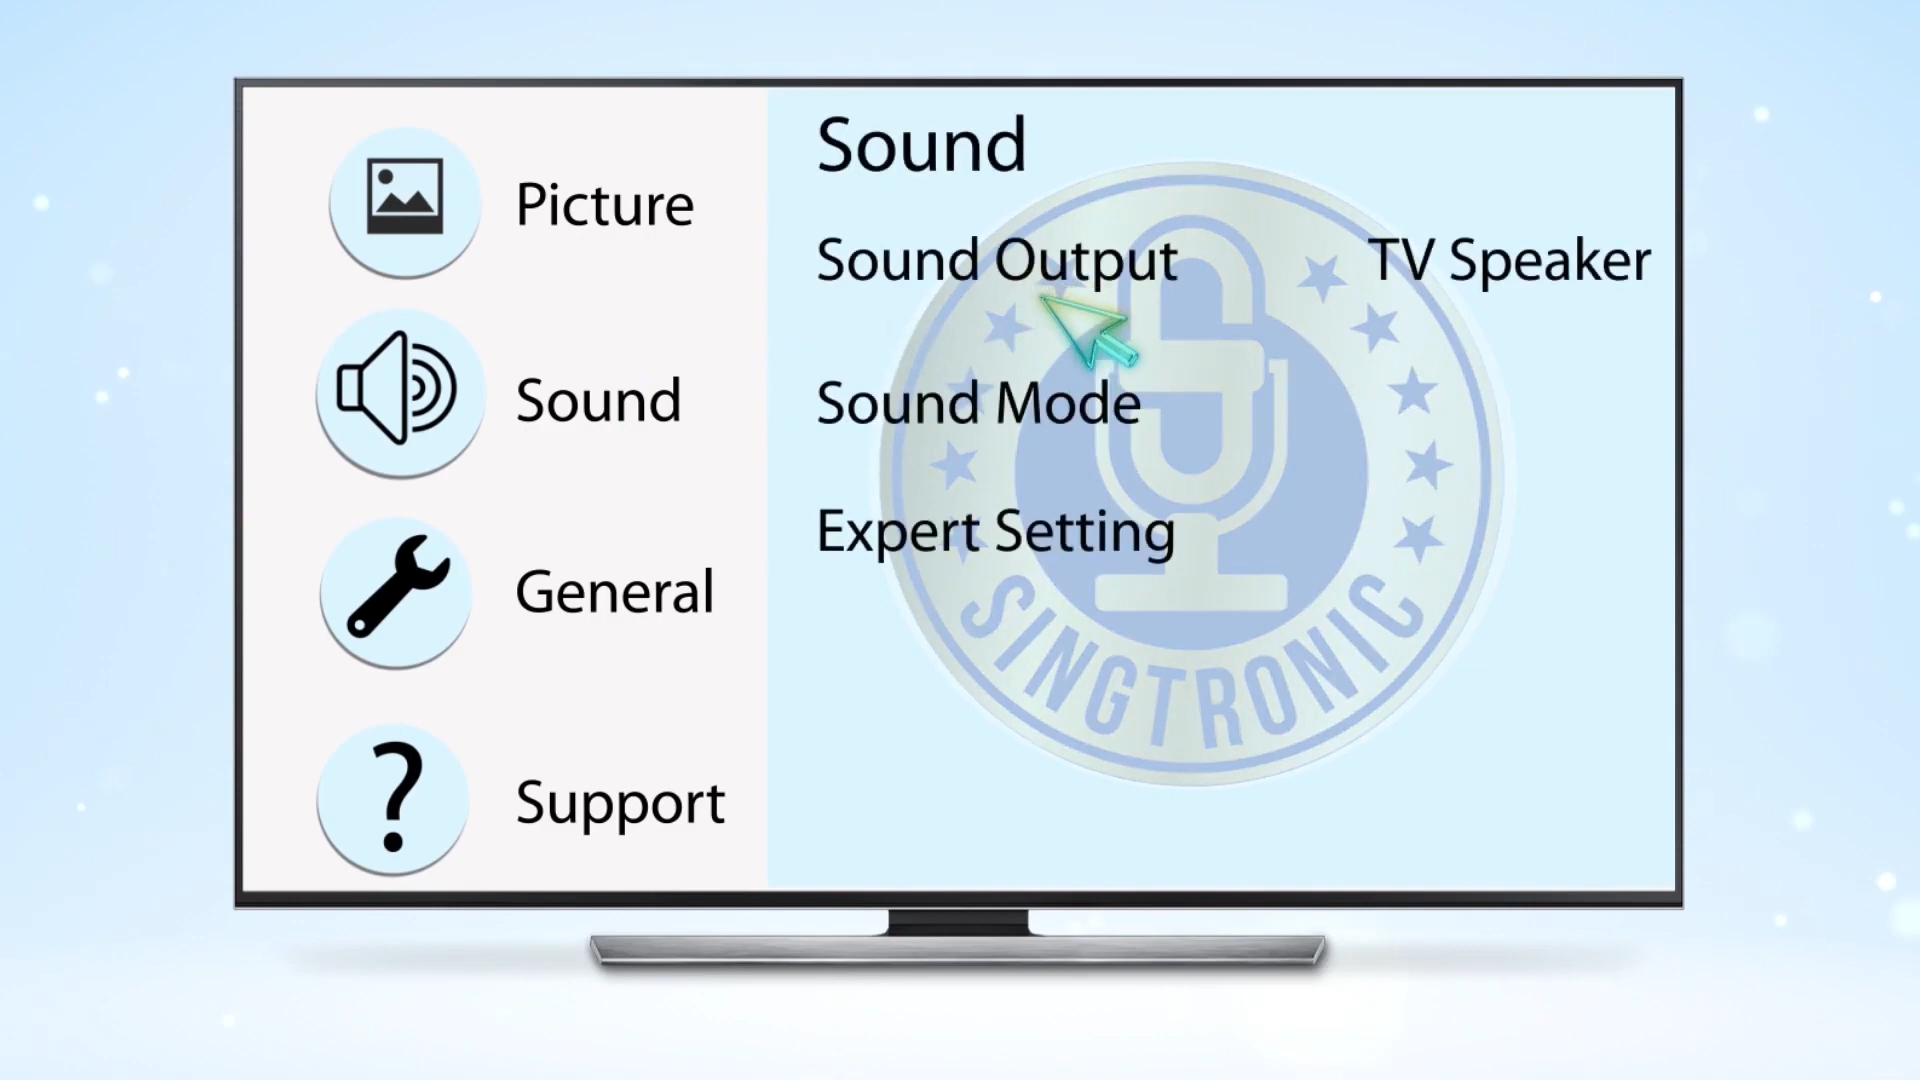 Picture
Sound
General
Support
Sound
Sound Output TV Speaker
Sound Mode
Expert Setting
SINGTRONIC